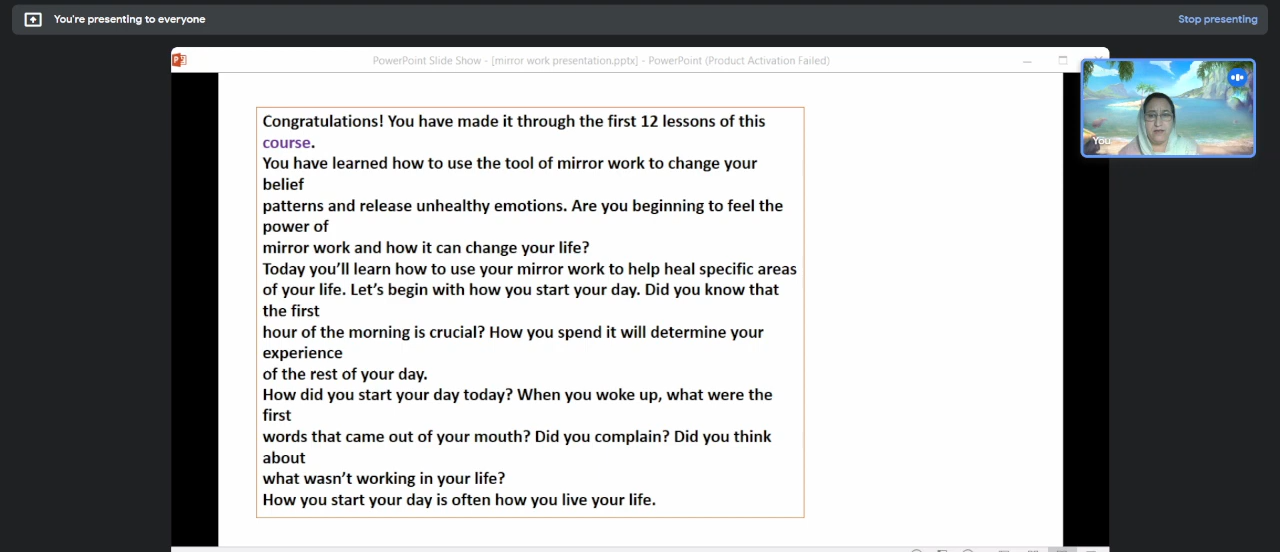 You're presenting to everyone
Stop presenting
PowerPoint Slide Show - [mirror work presentation.pptx] - PowerPoint (Product Activation Failed)
You
Congratulations! You have made it through the first 12 lessons of this
course.
You have learned how to use the tool of mirror work to change your
belief
patterns and release unhealthy emotions. Are you beginning to feel the
power of
mirror work and how it can change your life?
Today you’ll learn how to use your mirror work to help heal specific areas
of your life. Let’s begin with how you start your day. Did you know that
the first
hour of the morning is crucial? How you spend it will determine your
experience
of the rest of your day.
How did you start your day today? When you woke up, what were the
first
words that came out of your mouth? Did you complain? Did you think
about
what wasn’t working in your life?
How you start your day is often how you live your life.